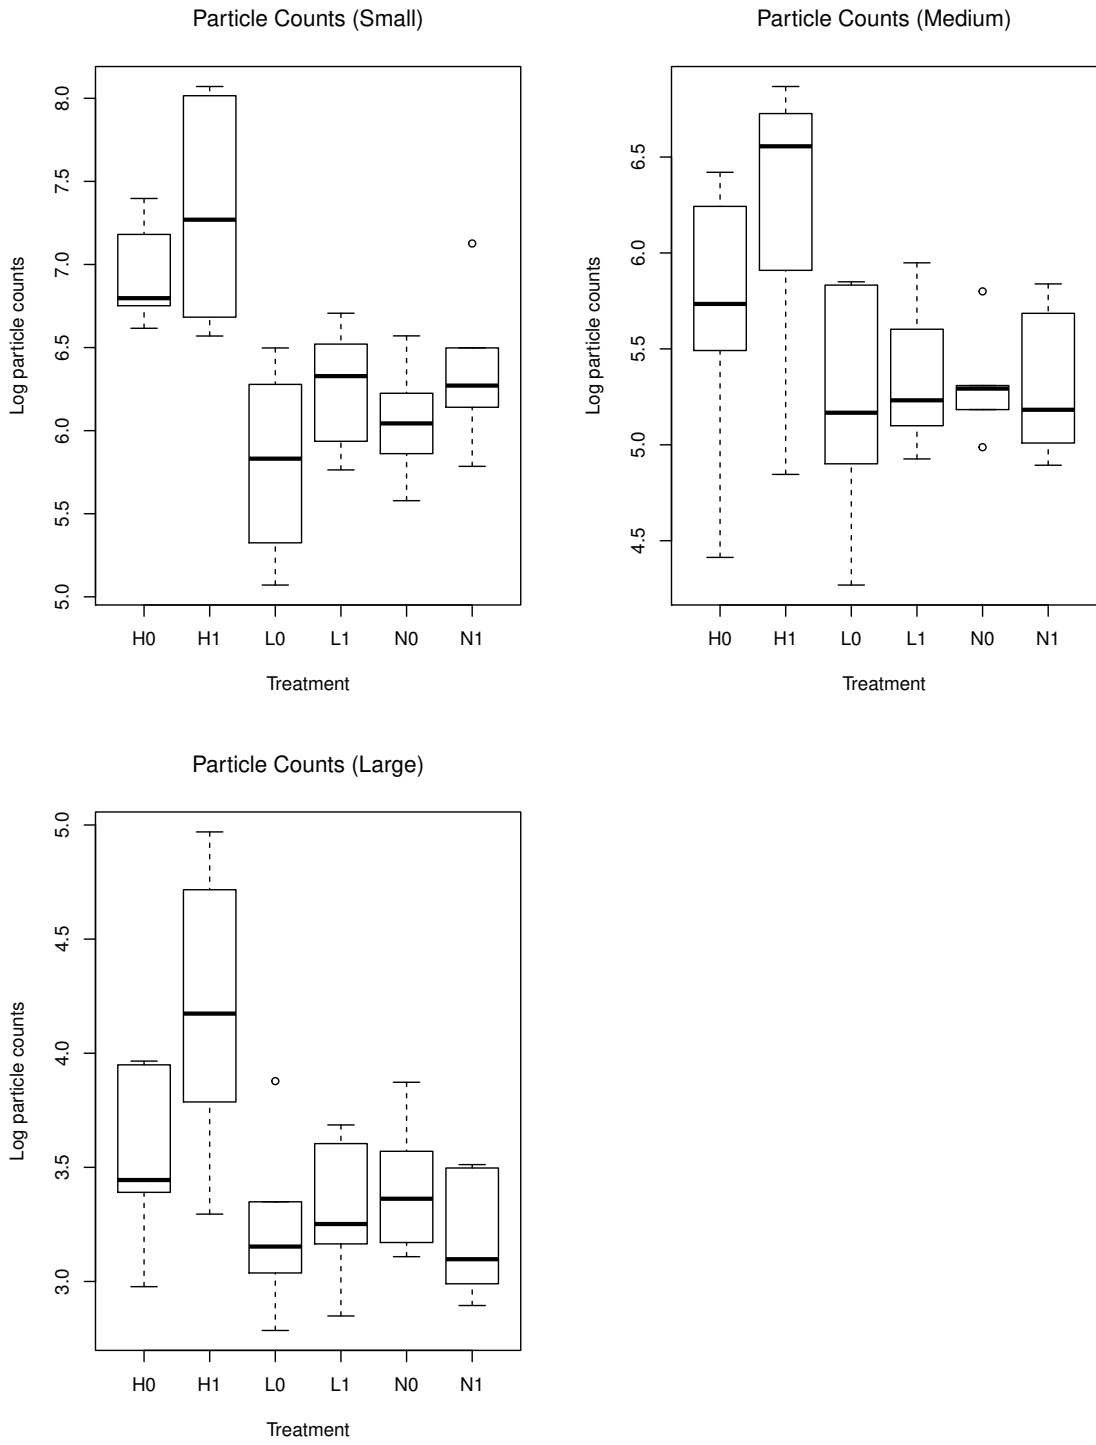 Particle Counts (Small)
8.0
7.5
7.0
6.5
6.0
5.5
5.0
Log particle counts
H0 H1 L0 L1 N0 N1
Treatment
Particle Counts (Medium)
6.5
6.0
5.5
5.0
4.5
Log particle counts
H0 H1 L0 L1 N0 N1
Treatment
Particle Counts (Large)
5.0
4.5
4.0
3.5
3.0
Log particle counts
H0 H1 L0 L1 N0 N1
Treatment